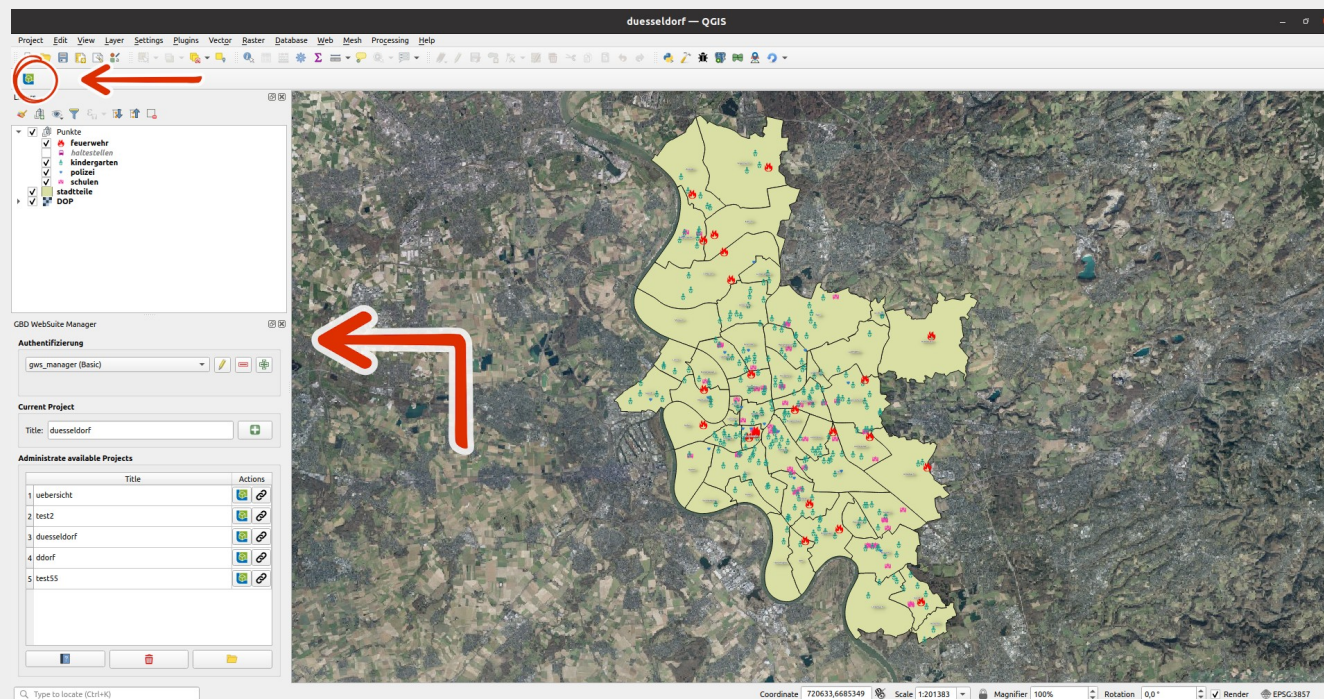 duesseldorf — QGIS
Project Edit View Layer Settings Plugins Vector Raster Database Web Mesh Processing Help
Punkte
feuerwehr
haltestellen
kindergarten
polizei
schulen
stadtteile
DOP
GBD WebSuite Manager
Authentifizierung
gws_manager (Basic)
Current Project
Title: duesseldorf
Administrate available Projects
Title Actions
1 uebersicht
2 test2
3 duesseldorf
4 ddorf
5 test55
Type to locate (Ctrl+K) Coordinate 720633,6685349 Scale 1:201383 Magnifier 100% Rotation 0,0° Render EPSG:3857